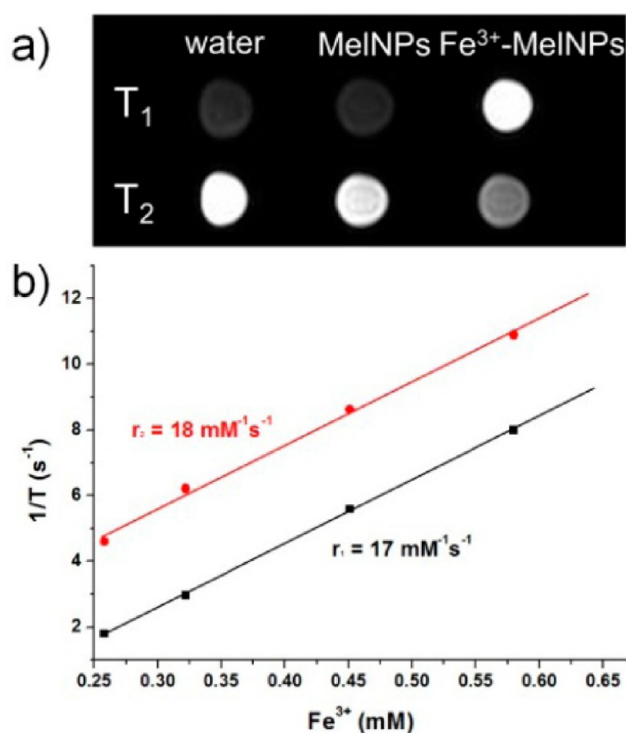 a)
water MelNPs Fe³⁺-MelNPs
T₁
T₂
b)
12
10
8
6
4
2
1/T (s⁻¹)
r₂ = 18 mM⁻¹s⁻¹
r₁ = 17 mM⁻¹s⁻¹
0.25 0.30 0.35 0.40 0.45 0.50 0.55 0.60 0.65
Fe³⁺ (mM)